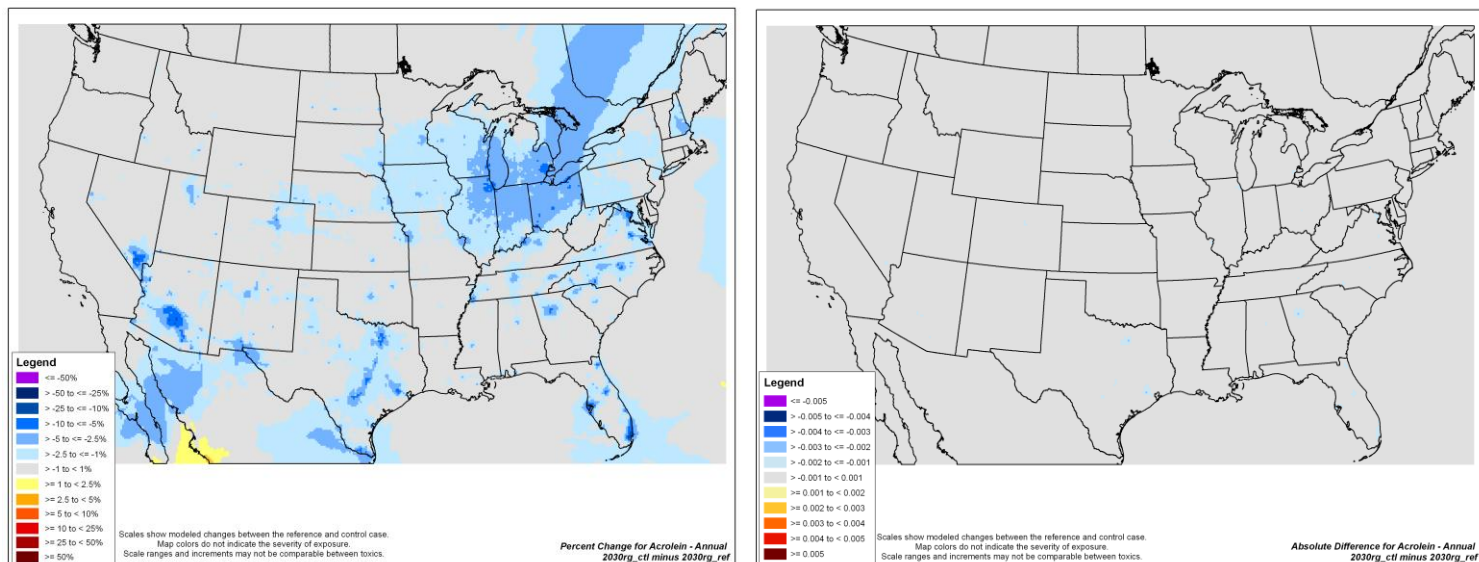 Legend
<= -50%
> -50 to <= -25%
> -25 to <= -10%
> -10 to <= -5%
> -5 to <= -2.5%
> -2.5 to <= -1%
> -1 to < 1%
>= 1 to < 2.5%
>= 2.5 to < 5%
>= 5 to < 10%
>= 10 to < 25%
>= 25 to < 50%
>= 50%
Scales show modeled changes between the reference and control case.
Map colors do not indicate the severity of exposure.
Scale ranges and increments may not be comparable between toxics.
Percent Change for Acrolein - Annual
2030rg_ctl minus 2030rg_ref
Legend
<= -0.005
> -0.005 to <= -0.004
> -0.004 to <= -0.003
> -0.003 to <= -0.002
> -0.002 to <= -0.001
> -0.001 to < 0.001
>= 0.001 to < 0.002
>= 0.002 to < 0.003
>= 0.003 to < 0.004
>= 0.004 to < 0.005
>= 0.005
Scales show modeled changes between the reference and control case.
Map colors do not indicate the severity of exposure.
Scale ranges and increments may not be comparable between toxics.
Absolute Difference for Acrolein - Annual
2030rg_ctl minus 2030rg_ref